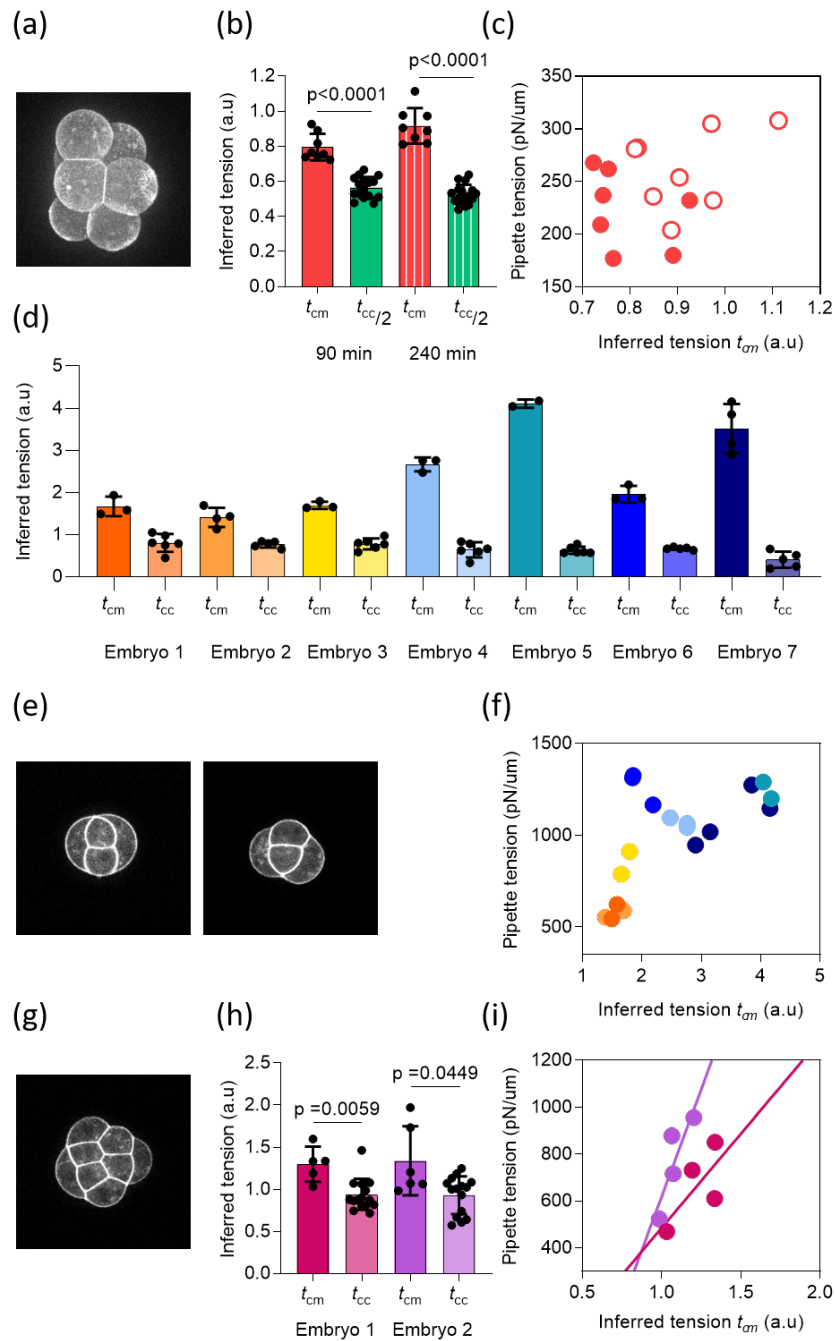 (a)
(b)
(c)
p<0.0001
p<0.0001
Inferred tension (a.u)
1.2
1.0
0.8
0.6
0.4
0.2
0.0
tcm
tcc/2
tcm
tcc/2
90 min
240 min
Pipette tension (pN/um)
350
300
250
200
150
0.7
0.8
0.9
1.0
1.1
1.2
Inferred tension tcm (a.u)
(d)
Inferred tension (a.u)
5
4
3
2
1
0
tcm
tcc
tcm
tcc
tcm
tcc
tcm
tcc
tcm
tcc
tcm
tcc
tcm
tcc
Embryo 1
Embryo 2
Embryo 3
Embryo 4
Embryo 5
Embryo 6
Embryo 7
(e)
(f)
Pipette tension (pN/um)
1500
1000
500
1
2
3
4
5
Inferred tension tcm (a.u)
(g)
(h)
(i)
Inferred tension (a.u)
2.5
2.0
1.5
1.0
0.5
0.0
p =0.0059
p =0.0449
tcm
tcc
tcm
tcc
Embryo 1
Embryo 2
Pipette tension (pN/um)
1200
1000
800
600
400
0.5
1.0
1.5
2.0
Inferred tension tcm (a.u)